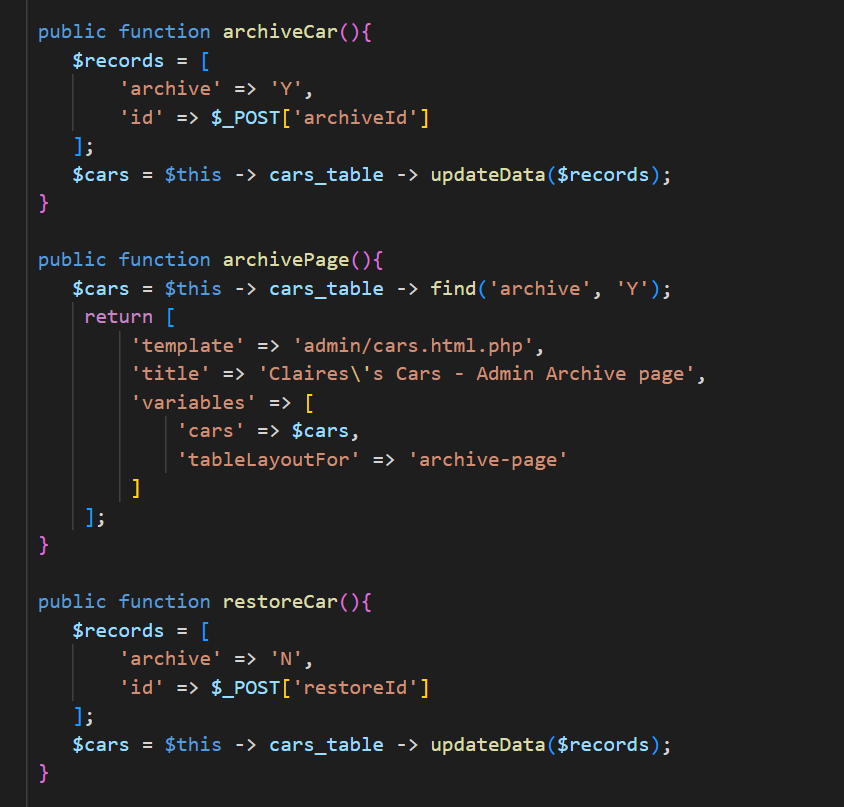 public function archiveCar(){
$records = [
'archive' => 'Y',
'id' => $_POST['archiveId']
];
$cars = $this -> cars_table -> updateData($records);
}
public function archivePage(){
$cars = $this -> cars_table -> find('archive', 'Y');
return [
'template' => 'admin/cars.html.php',
'title' => 'Claires\'s Cars - Admin Archive page',
'variables' => [
'cars' => $cars,
'tableLayoutFor' => 'archive-page'
]
];
}
public function restoreCar(){
$records = [
'archive' => 'N',
'id' => $_POST['restoreId']
];
$cars = $this -> cars_table -> updateData($records);
}